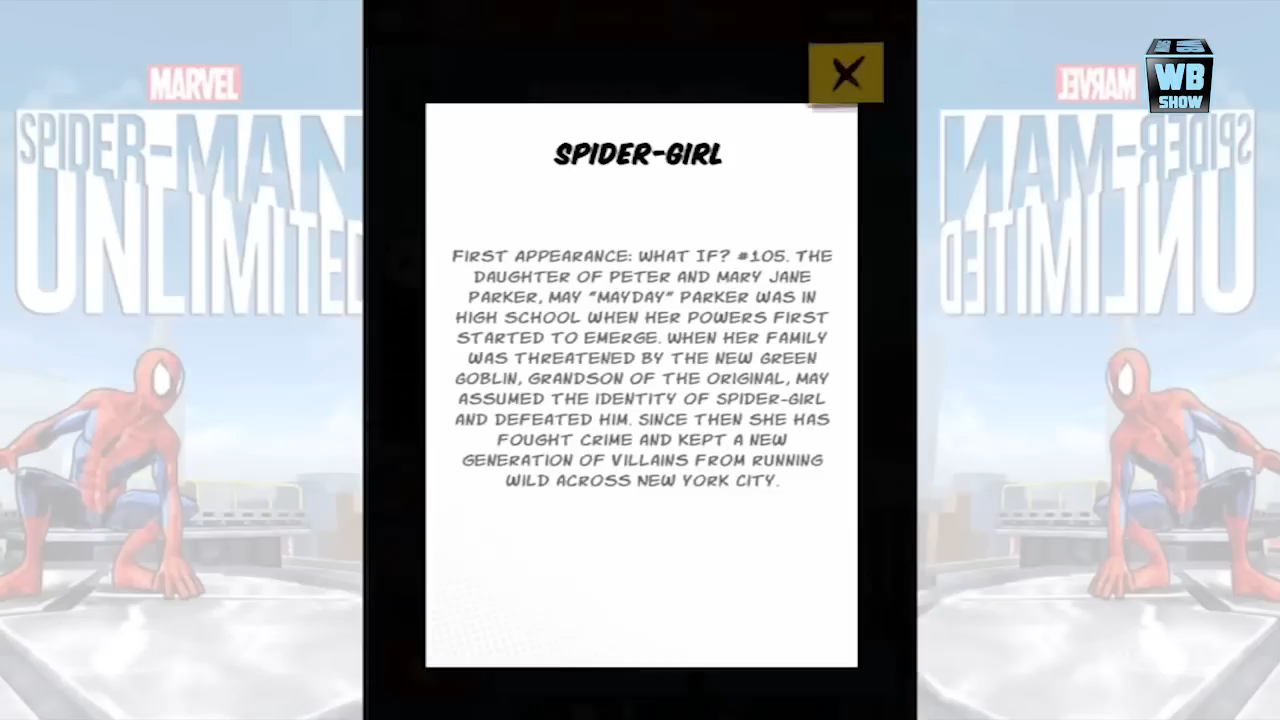 MARVEL
SPIDER-MAN
UNLIMITED
SPIDER-GIRL
FIRST APPEARANCE: WHAT IF? #105. THE
DAUGHTER OF PETER AND MARY JANE
PARKER, MAY "MAYDAY" PARKER WAS IN
HIGH SCHOOL WHEN HER POWERS FIRST
STARTED TO EMERGE. WHEN HER FAMILY
WAS THREATENED BY THE NEW GREEN
GOBLIN, GRANDSON OF THE ORIGINAL, MAY
ASSUMED THE IDENTITY OF SPIDER-GIRL
AND DEFEATED HIM. SINCE THEN SHE HAS
FOUGHT CRIME AND KEPT A NEW
GENERATION OF VILLAINS FROM RUNNING
WILD ACROSS NEW YORK CITY.
MARVEL
SPIDER-MAN
UNLIMITED
WB
SHOW